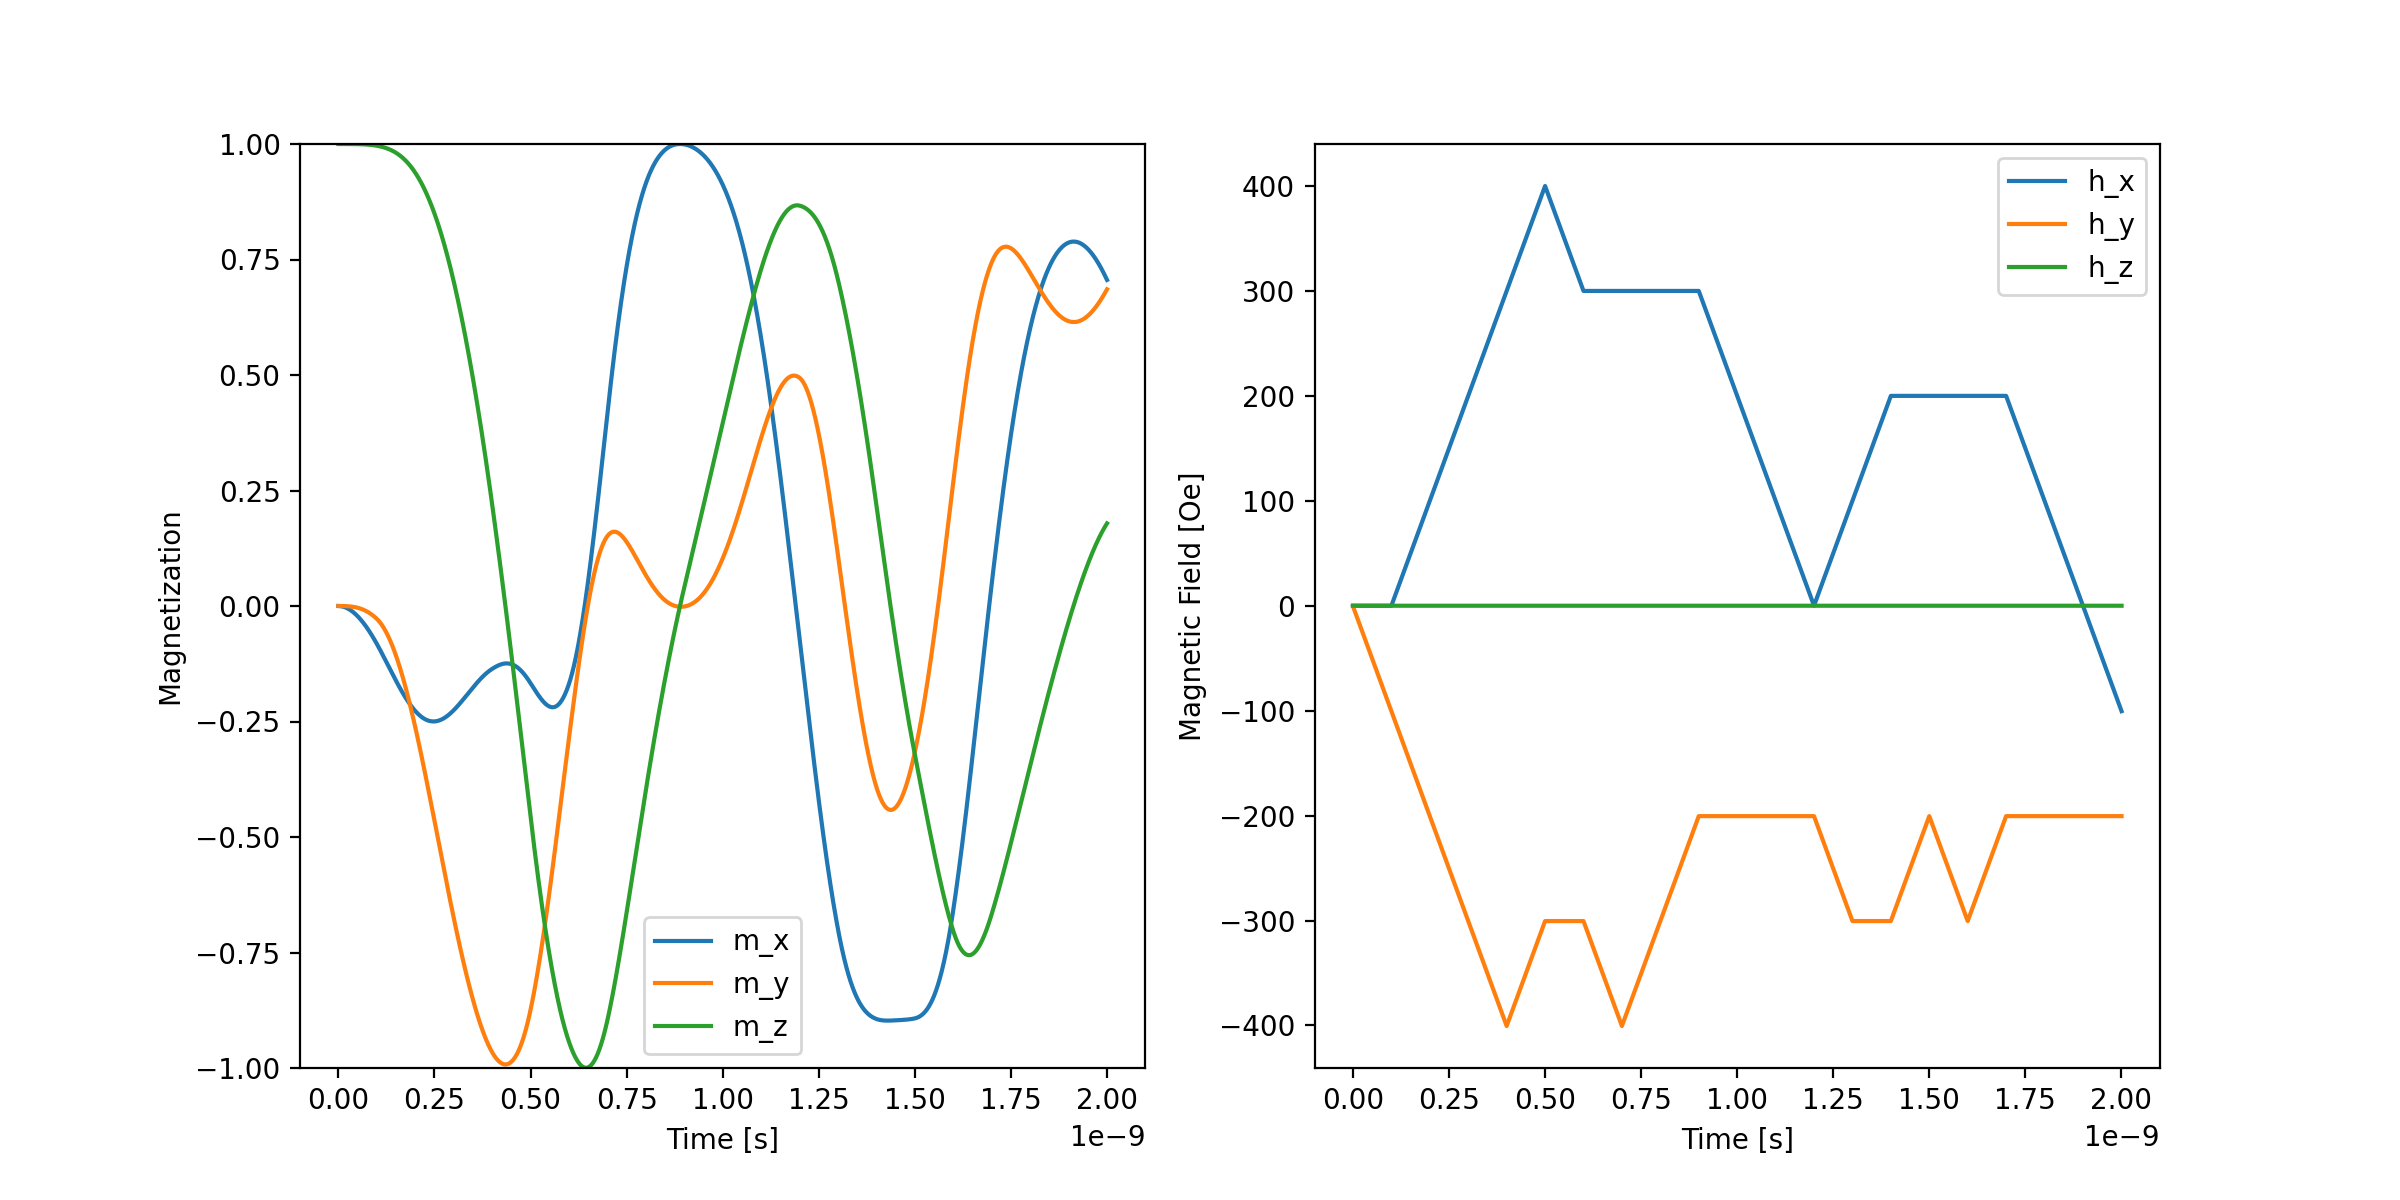 1.00
0.75
0.50
0.25
0.00
−0.25
−0.50
−0.75
−1.00
Magnetization
m_x
m_y
m_z
0.00 0.25 0.50 0.75 1.00 1.25 1.50 1.75 2.00
Time [s]
1e−9
400
300
200
100
0
−100
−200
−300
−400
Magnetic Field [Oe]
h_x
h_y
h_z
0.00 0.25 0.50 0.75 1.00 1.25 1.50 1.75 2.00
Time [s]
1e−9